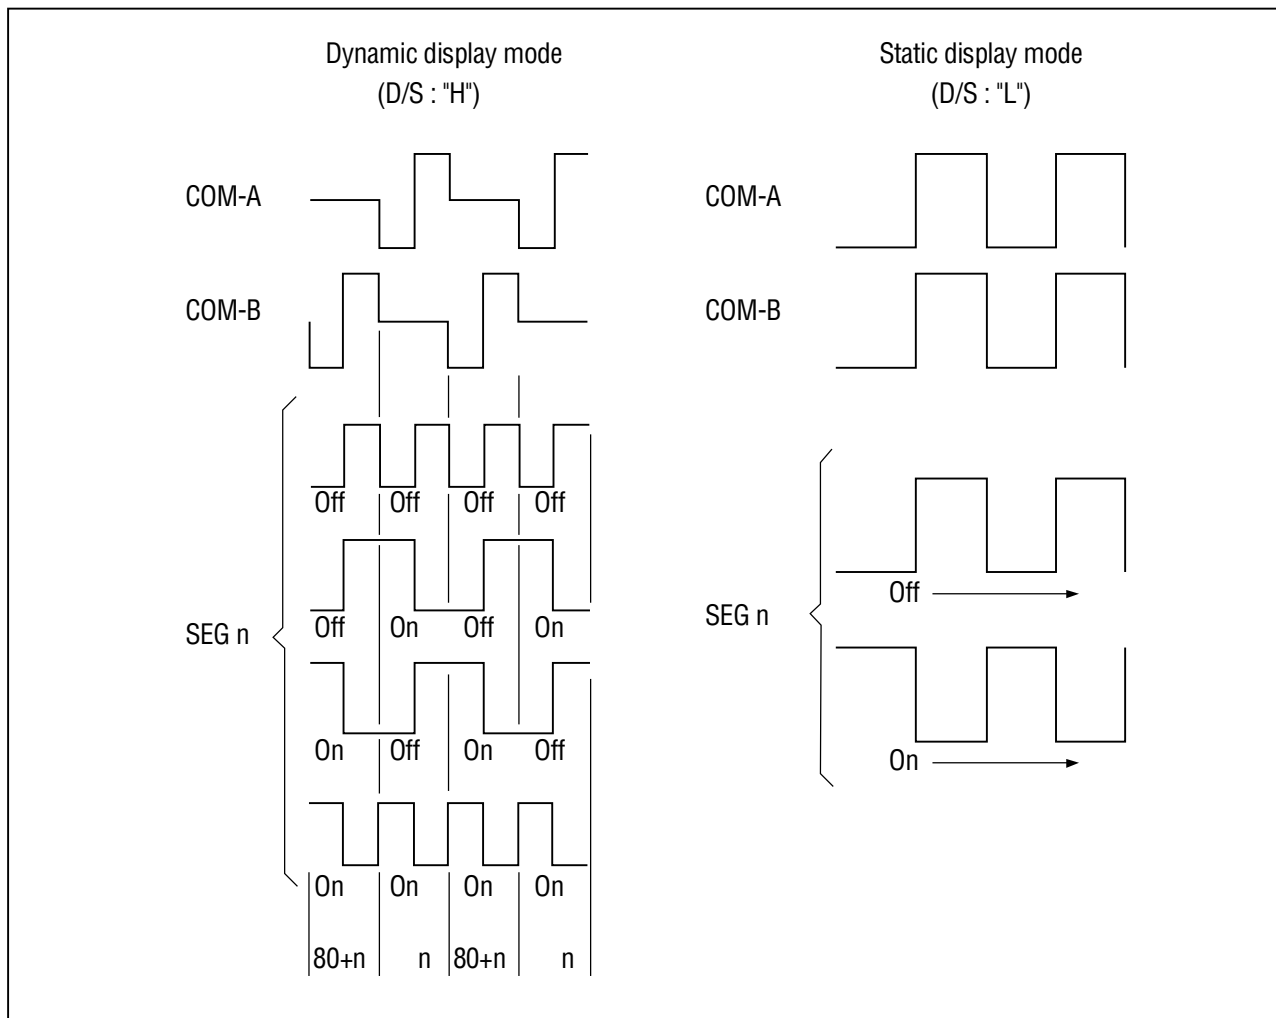 Dynamic display mode
(D/S : "H")
COM-A
COM-B
SEG n
Off Off Off Off
Off On Off On
On Off On Off
On On On On
80+n n 80+n n
Static display mode
(D/S : "L")
COM-A
COM-B
SEG n
Off
On